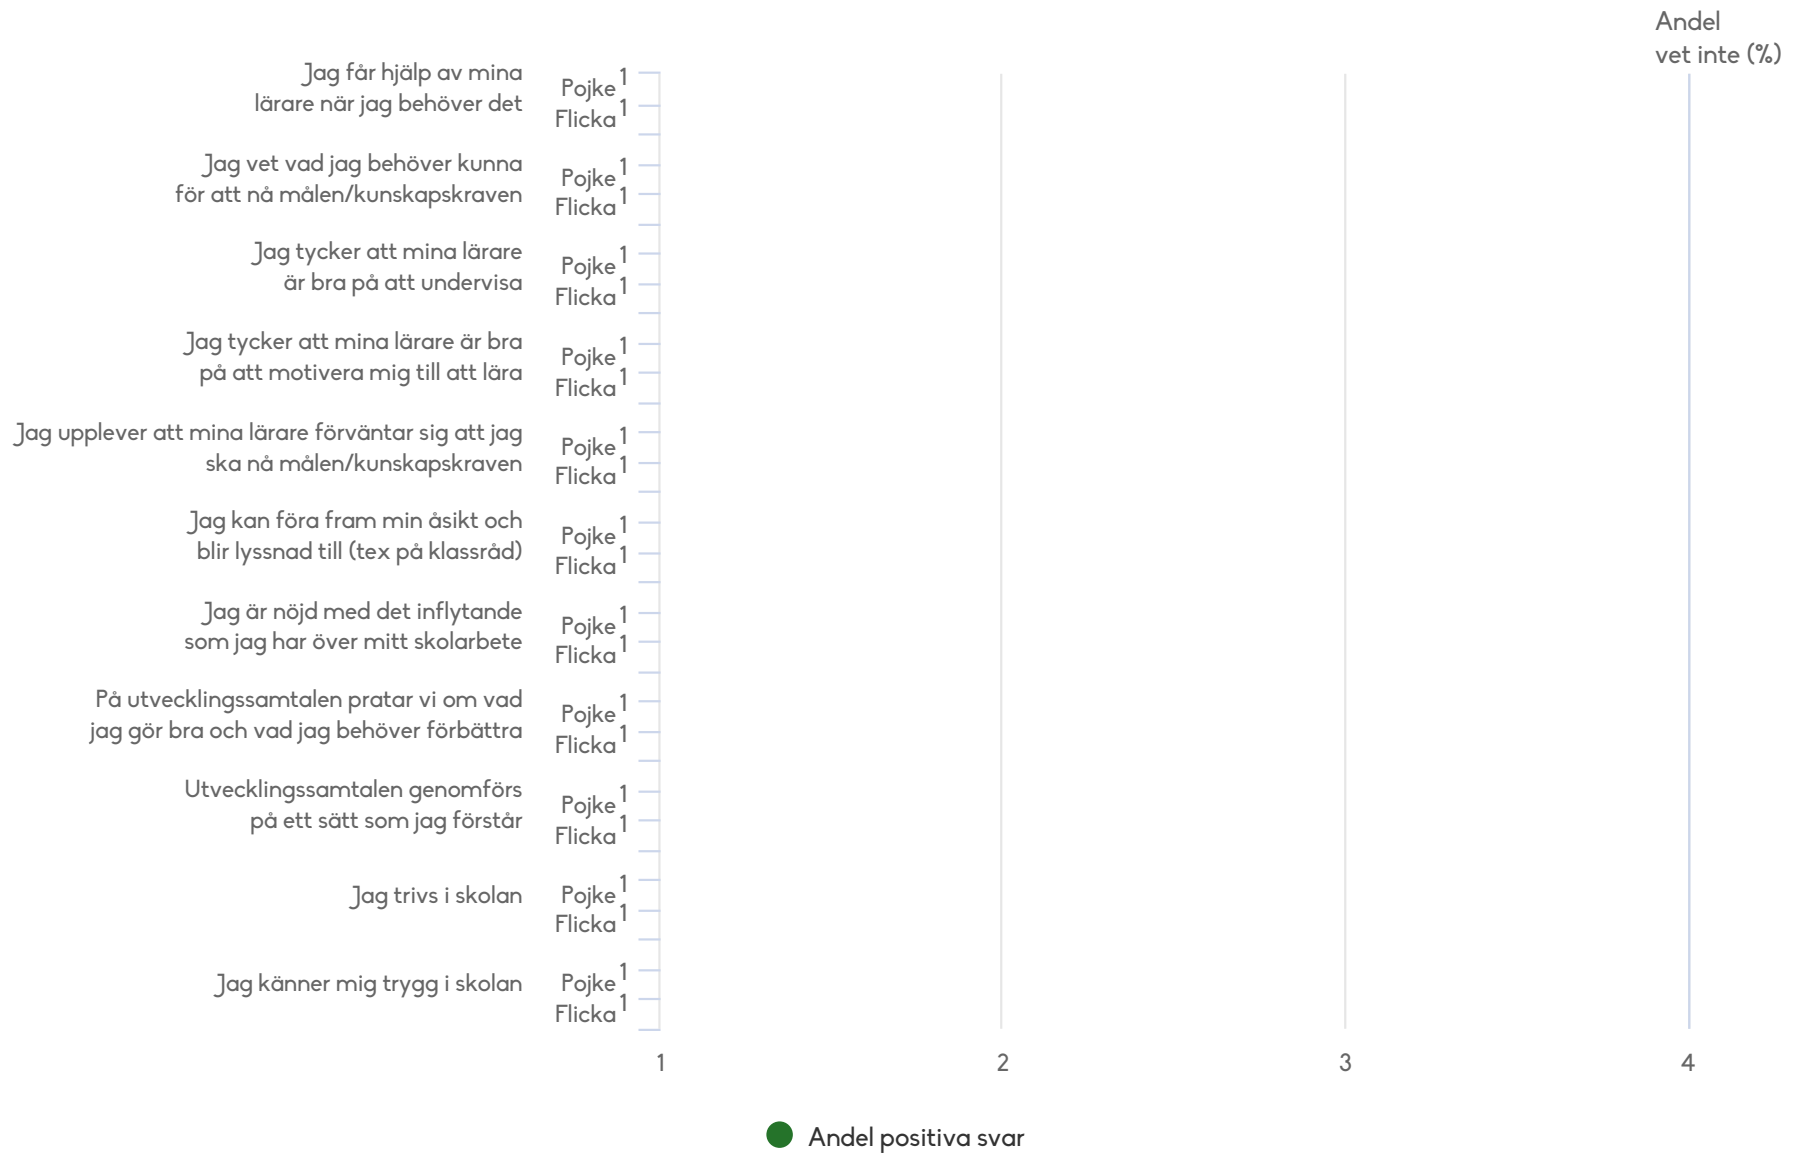 Andel
vet inte (%)
Jag får hjälp av mina
lärare när jag behöver det
Pojke 1
Flicka 1
Jag vet vad jag behöver kunna
för att nå målen/kunskapskraven
Pojke 1
Flicka 1
Jag tycker att mina lärare
är bra på att undervisa
Pojke 1
Flicka 1
Jag tycker att mina lärare är bra
på att motivera mig till att lära
Pojke 1
Flicka 1
Jag upplever att mina lärare förväntar sig att jag
ska nå målen/kunskapskraven
Pojke 1
Flicka 1
Jag kan föra fram min åsikt och
blir lyssnad till (tex på klassråd)
Pojke 1
Flicka 1
Jag är nöjd med det inflytande
som jag har över mitt skolarbete
Pojke 1
Flicka 1
På utvecklingssamtalen pratar vi om vad
jag gör bra och vad jag behöver förbättra
Pojke 1
Flicka 1
Utvecklingssamtalen genomförs
på ett sätt som jag förstår
Pojke 1
Flicka 1
Jag trivs i skolan
Pojke 1
Flicka 1
Jag känner mig trygg i skolan
Pojke 1
Flicka 1
1 2 3 4
Andel positiva svar